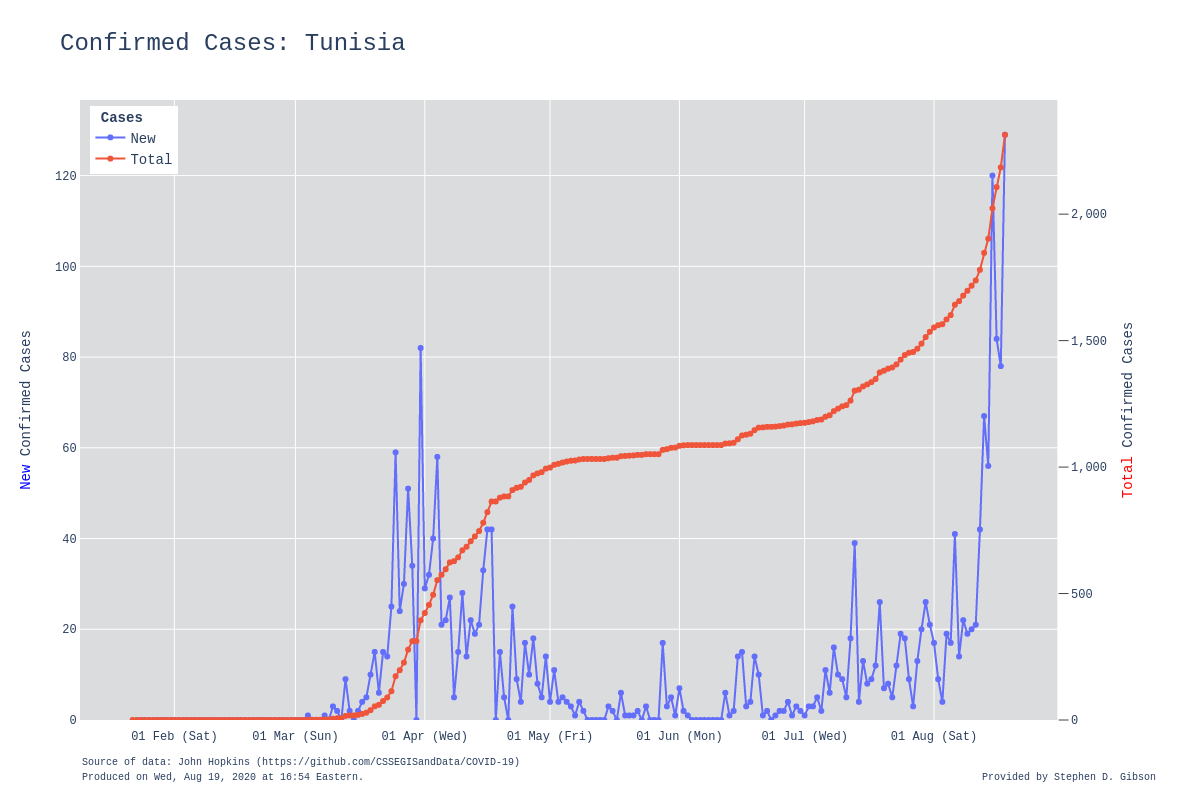 Confirmed Cases: Tunisia
Cases
New
Total
120
100
80
60
40
20
0
2,000
1,500
1,000
500
0
New Confirmed Cases
Total Confirmed Cases
01 Feb (Sat)
01 Mar (Sun)
01 Apr (Wed)
01 May (Fri)
01 Jun (Mon)
01 Jul (Wed)
01 Aug (Sat)
Source of data: John Hopkins (https://github.com/CSSEGISandData/COVID-19)
Produced on Wed, Aug 19, 2020 at 16:54 Eastern.
Provided by Stephen D. Gibson